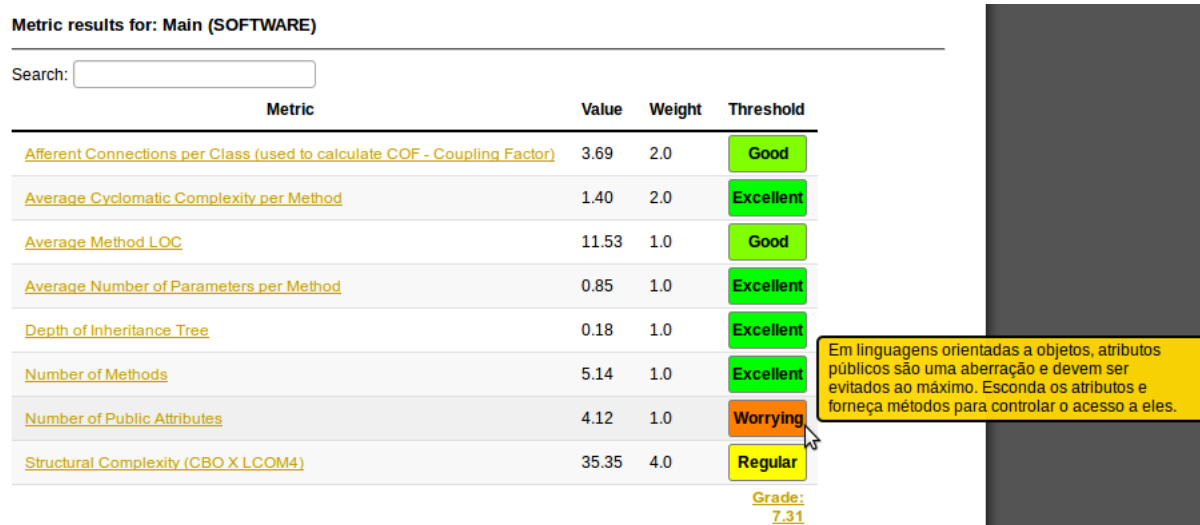 Metric results for: Main (SOFTWARE)
Search:
Metric Value Weight Threshold
Afferent Connections per Class (used to calculate COF - Coupling Factor) 3.69 2.0 Good
Average Cyclomatic Complexity per Method 1.40 2.0 Excellent
Average Method LOC 11.53 1.0 Good
Average Number of Parameters per Method 0.85 1.0 Excellent
Depth of Inheritance Tree 0.18 1.0 Excellent
Number of Methods 5.14 1.0 Excellent
Number of Public Attributes 4.12 1.0 Worrying
Structural Complexity (CBO X LCOM4) 35.35 4.0 Regular
Grade:
7.31
Em linguagens orientadas a objetos, atributos
públicos são uma aberração e devem ser
evitados ao máximo. Esconda os atributos e
forneça métodos para controlar o acesso a eles.